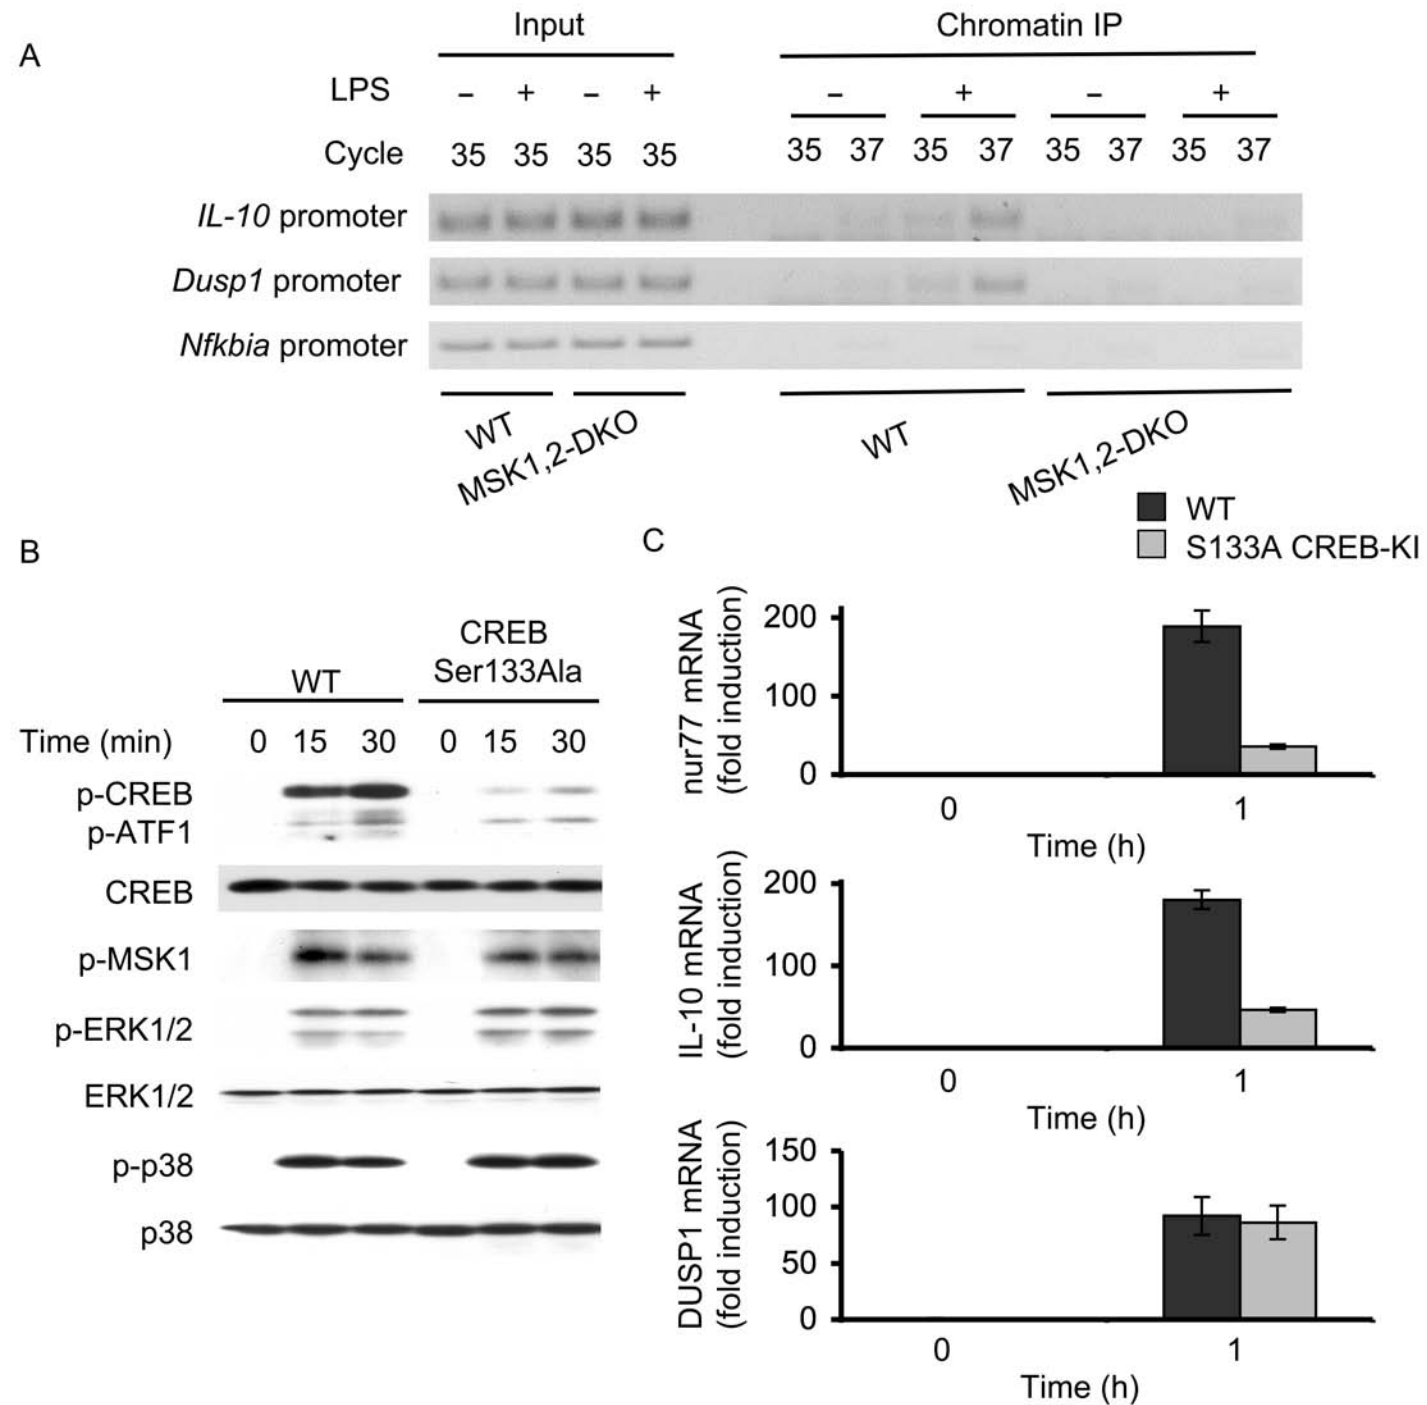 A
Input
Chromatin IP
LPS – + – + – + – +
Cycle 35 35 35 35 35 37 35 37 35 37 35 37
IL-10 promoter
Dusp1 promoter
Nfkbia promoter
WT
MSK1,2-DKO
WT
MSK1,2-DKO
B
WT
CREB
Ser133Ala
Time (min) 0 15 30 0 15 30
p-CREB
p-ATF1
CREB
p-MSK1
p-ERK1/2
ERK1/2
p-p38
p38
C
WT
S133A CREB-KI
nur77 mRNA
(fold induction)
200
100
0
0 1
Time (h)
IL-10 mRNA
(fold induction)
200
100
0
0 1
Time (h)
DUSP1 mRNA
(fold induction)
150
100
50
0
0 1
Time (h)